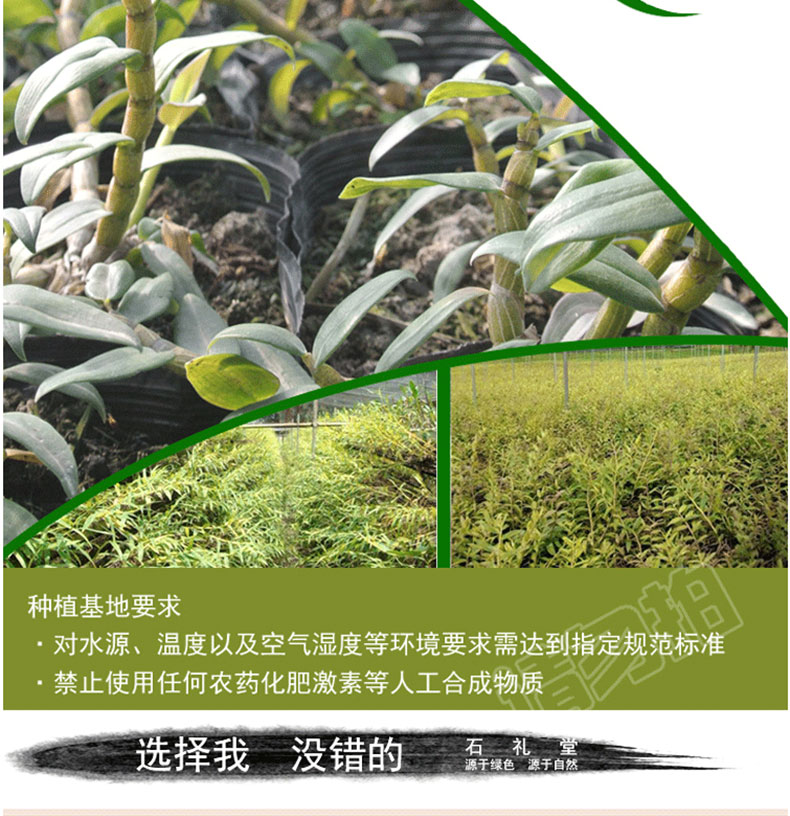 种植基地要求
·对水源、温度以及空气湿度等环境要求需达到指定规范标准
·禁止使用任何农药化肥激素等人工合成物质
请勿拍
选择我 没错的
石礼堂
源于绿色 源于自然